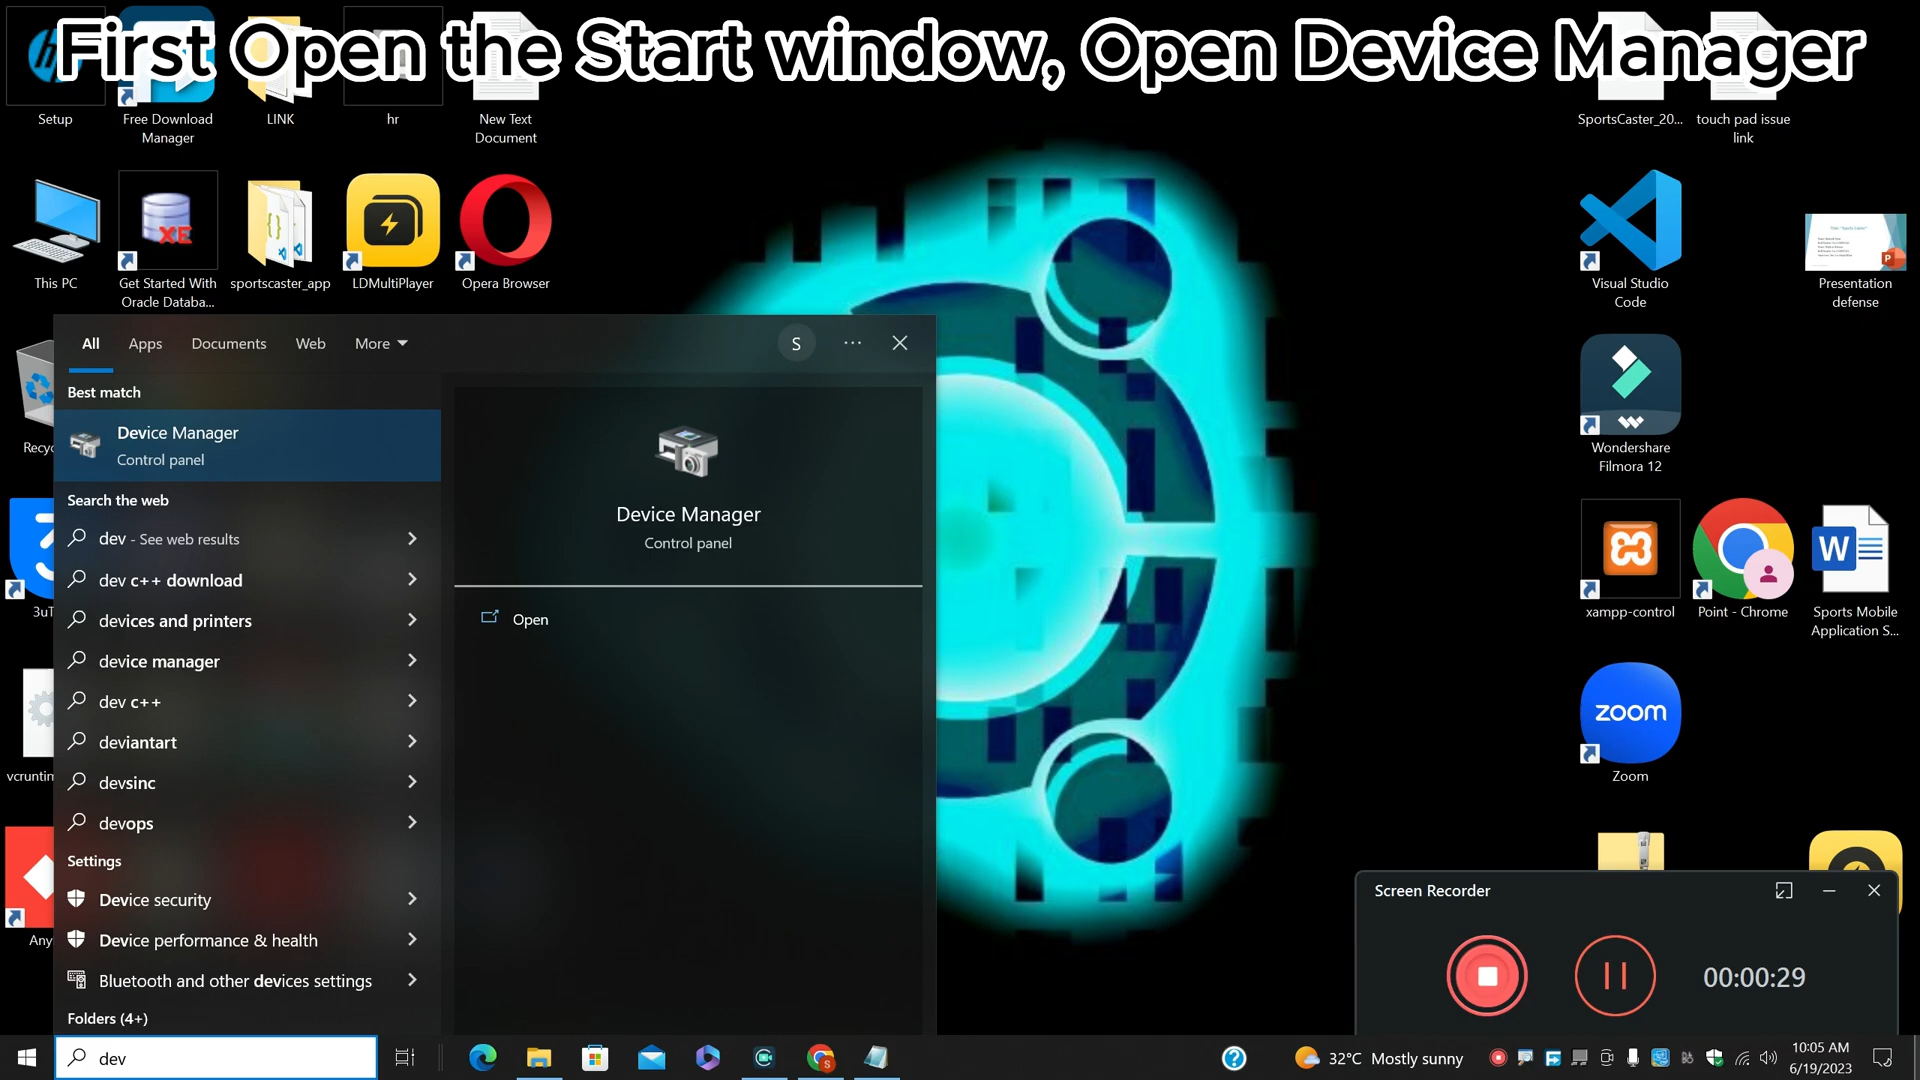 First Open the Start window, Open Device Manager
Setup
Free Download
Manager
LINK
hr
New Text
Document
SportsCaster_20...
touch pad issue
link
This PC
Get Started With
Oracle Databa...
sportscaster_app
LDMultiPlayer
Opera Browser
Visual Studio
Code
Presentation
defense
All
Apps
Documents
Web
More
S
Best match
Device Manager
Control panel
Search the web
dev - See web results
dev c++ download
devices and printers
device manager
dev c++
deviantart
devsinc
devops
Settings
Device security
Device performance & health
Bluetooth and other devices settings
Folders (4+)
dev
Device Manager
Control panel
Open
Recyc
3uT
vcruntim
Any
Wondershare
Filmora 12
xampp-control
Point - Chrome
Sports Mobile
Application S...
zoom
Zoom
Screen Recorder
00:00:29
32°C Mostly sunny
10:05 AM
6/19/2023